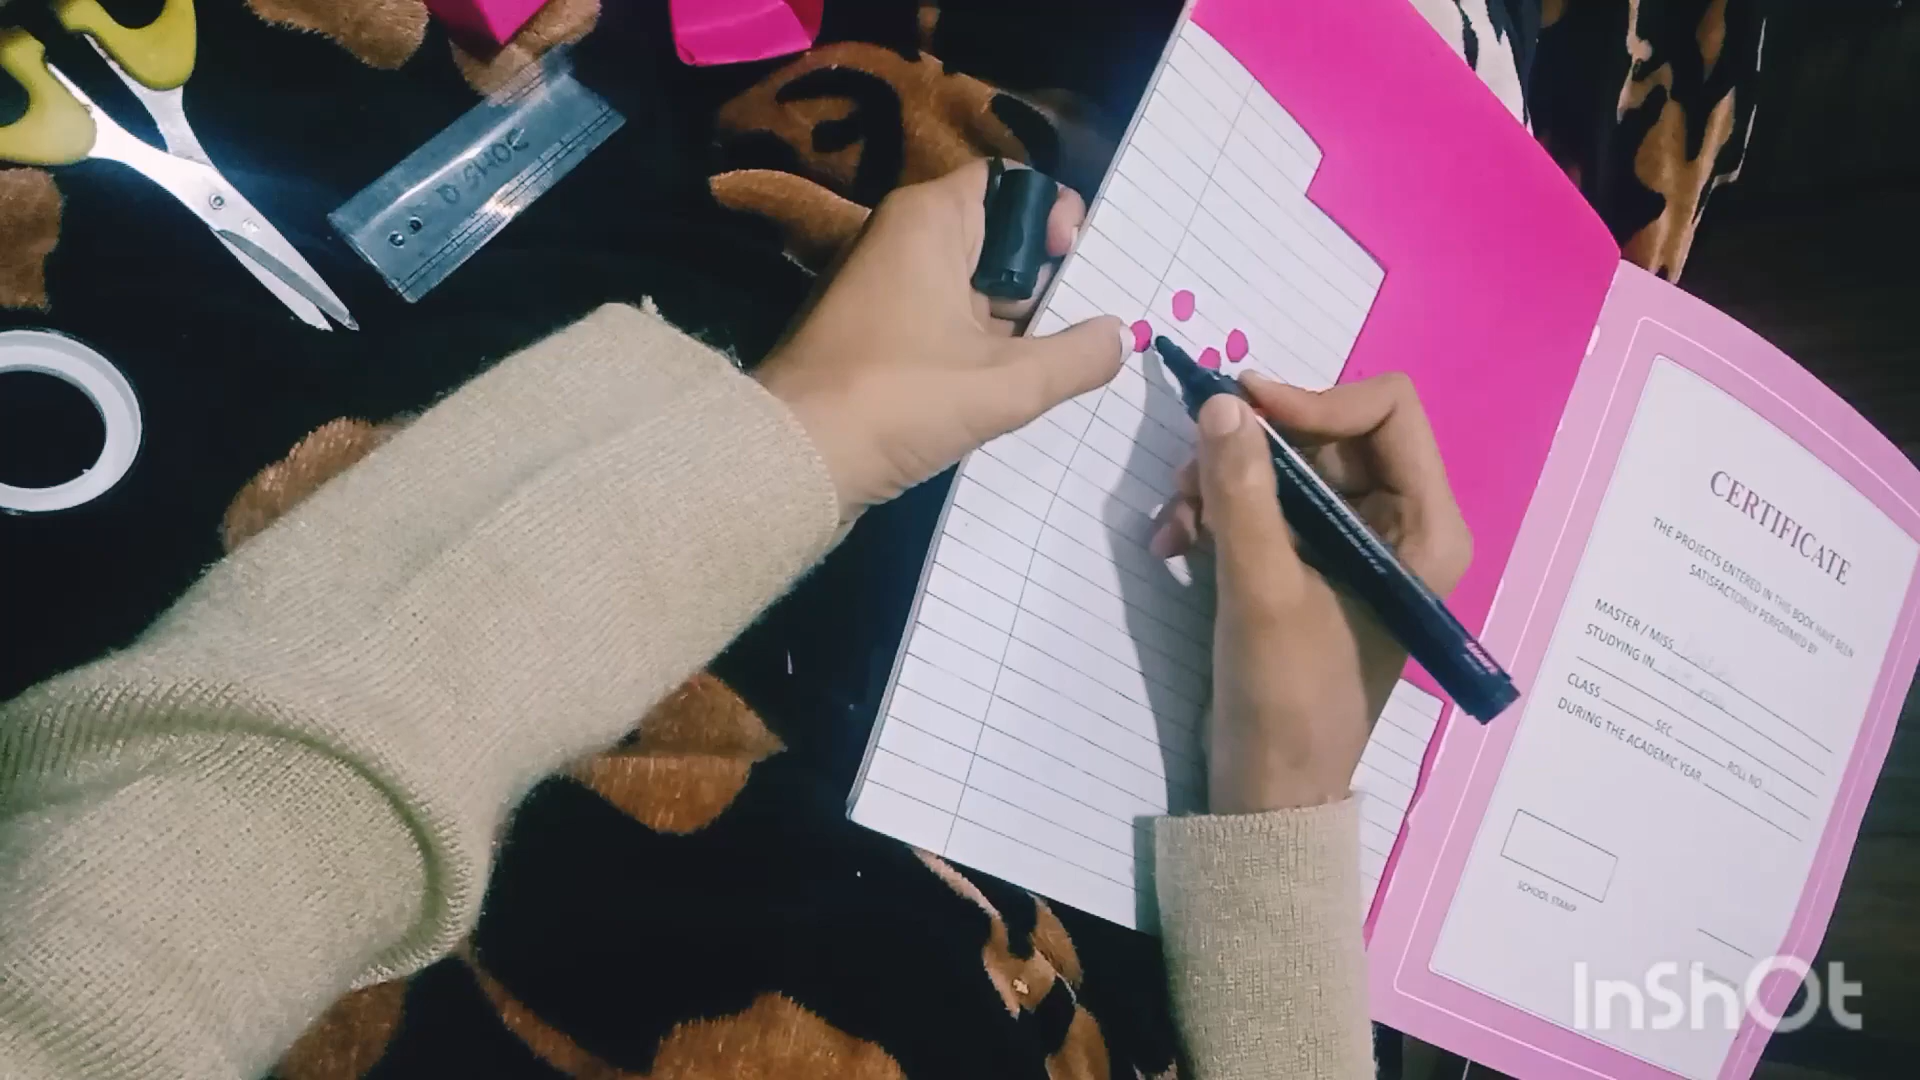 CERTIFICATE
THE PROJECTS ENTERED IN THIS BOOK HAVE BEEN
SATISFACTORILY PERFORMED BY
MASTER / MISS
STUDYING IN
CLASS SEC ROLL NO
DURING THE ACADEMIC YEAR
SCHOOL STAMP
InShOt